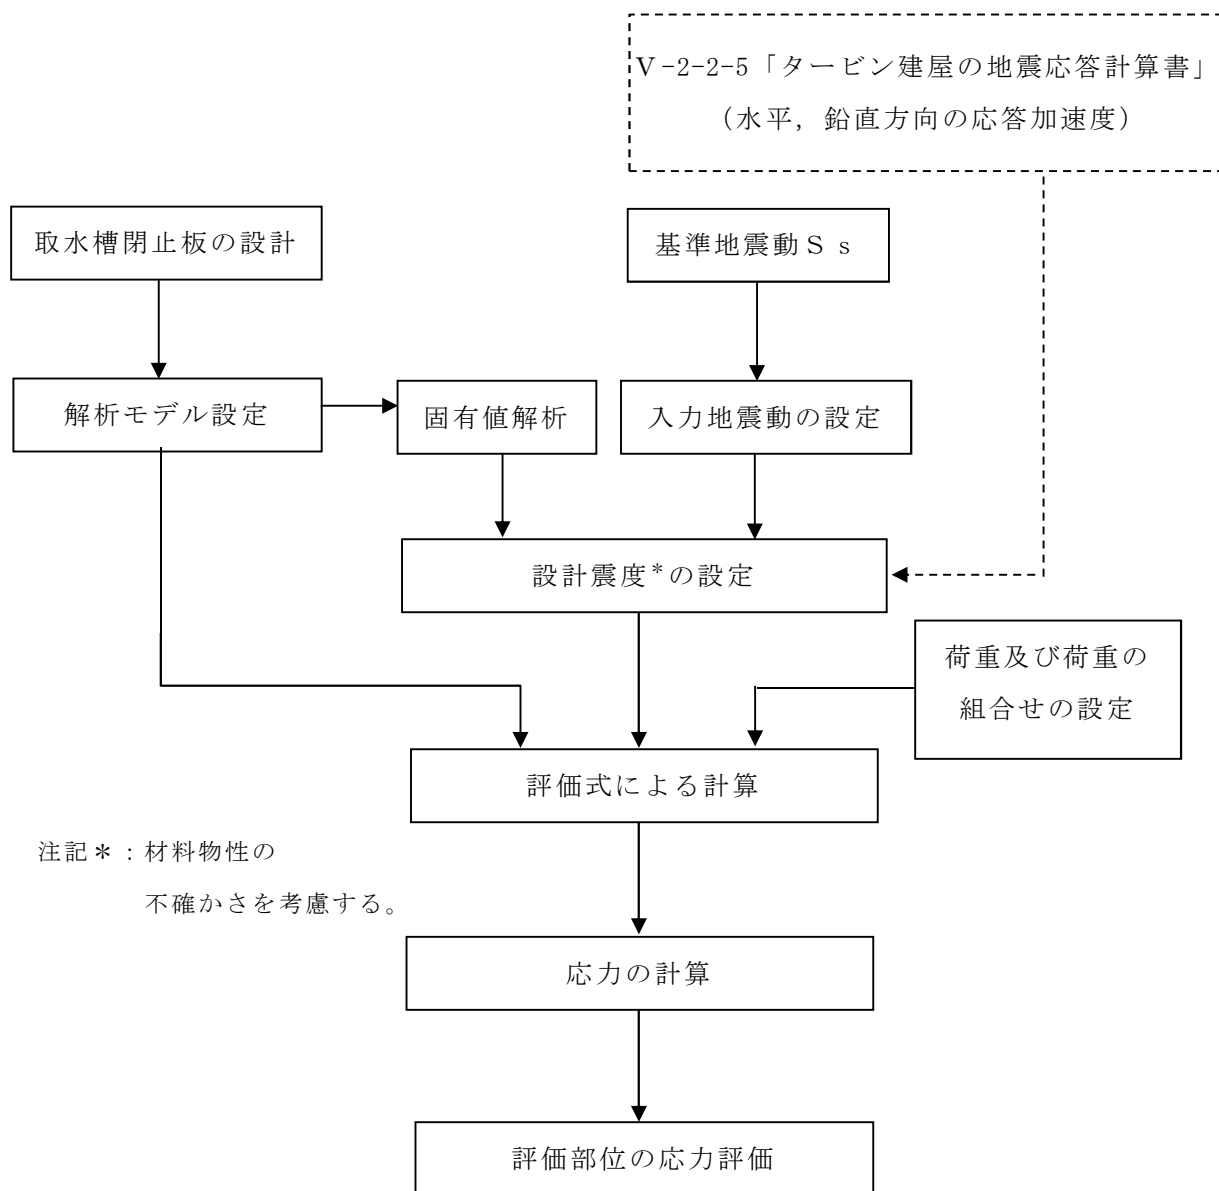 Ⅴ-2-2-5「タービン建屋の地震応答計算書」
（水平，鉛直方向の応答加速度）
取水槽閉止板の設計
基準地震動Ｓｓ
解析モデル設定
固有値解析
入力地震動の設定
設計震度*の設定
荷重及び荷重の
組合せの設定
評価式による計算
注記＊：材料物性の
不確かさを考慮する。
応力の計算
評価部位の応力評価